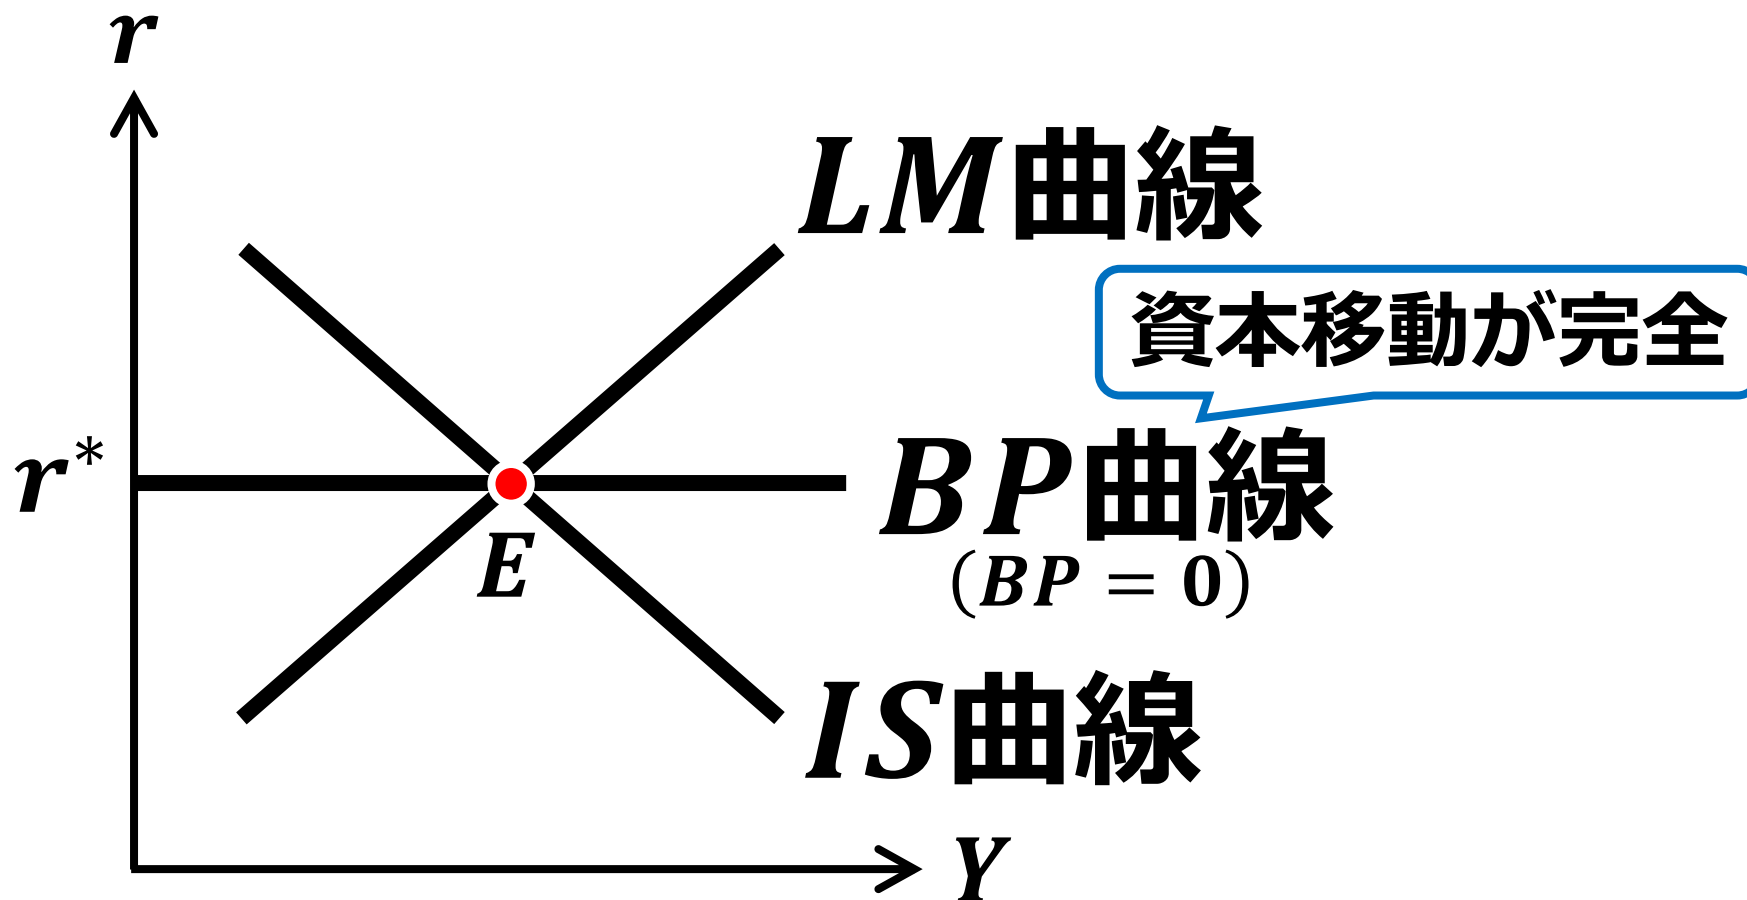 r
LM曲線
資本移動が完全
r*
BP曲線
(BP = 0)
E
IS曲線
Y